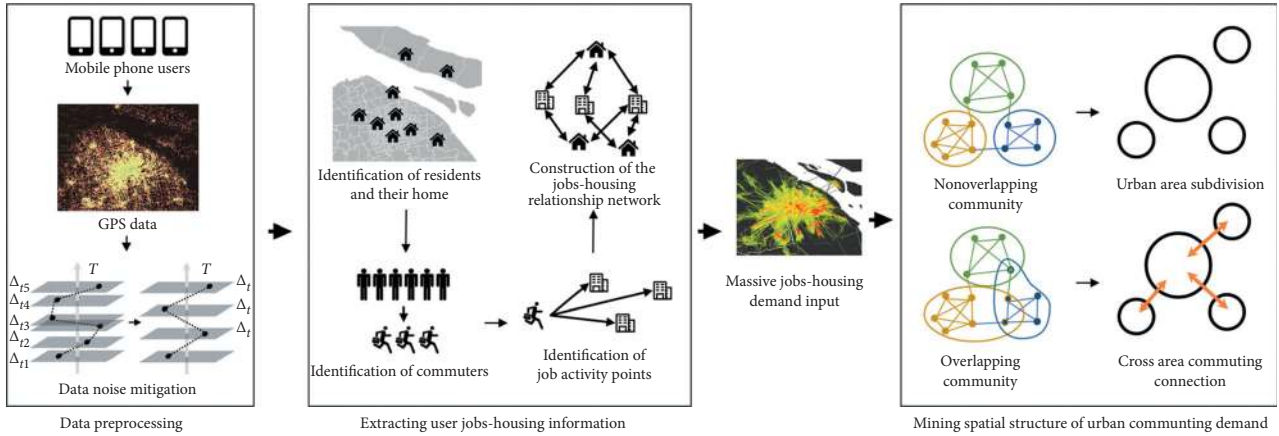 Mobile phone users
GPS data
T
Δt5
Δt4
Δt3
Δt2
Δt1
T
Δt
Δt
Δt
Δt
Data noise mitigation
Data preprocessing
Identification of residents
and their home
Identification of commuters
Construction of the
jobs-housing
relationship network
Identification of
job activity points
Extracting user jobs-housing information
Massive jobs-housing
demand input
Nonoverlapping
community
Urban area subdivision
Overlapping
community
Cross area commuting
connection
Mining spatial structure of urban communting demand